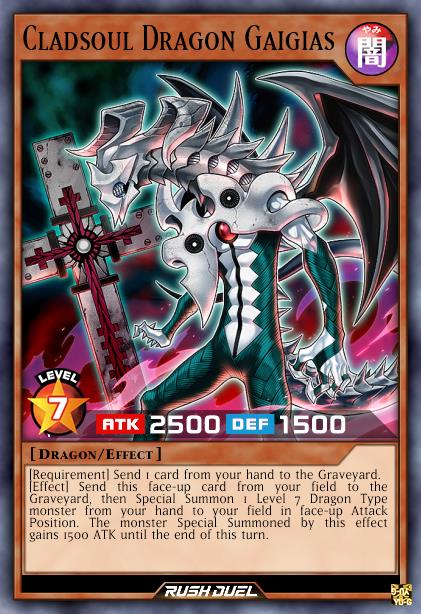 Cladsoul Dragon Gaigias
やみ
闇
LEVEL
7
ATK 2500 DEF 1500
[Dragon/Effect]
[Requirement] Send 1 card from your hand to the Graveyard.
[Effect] Send this face-up card from your field to the
Graveyard, then Special Summon 1 Level 7 Dragon Type
monster from your hand to your field in face-up Attack
Position. The monster Special Summoned by this effect
gains 1500 ATK until the end of this turn.
RUSH DUEL